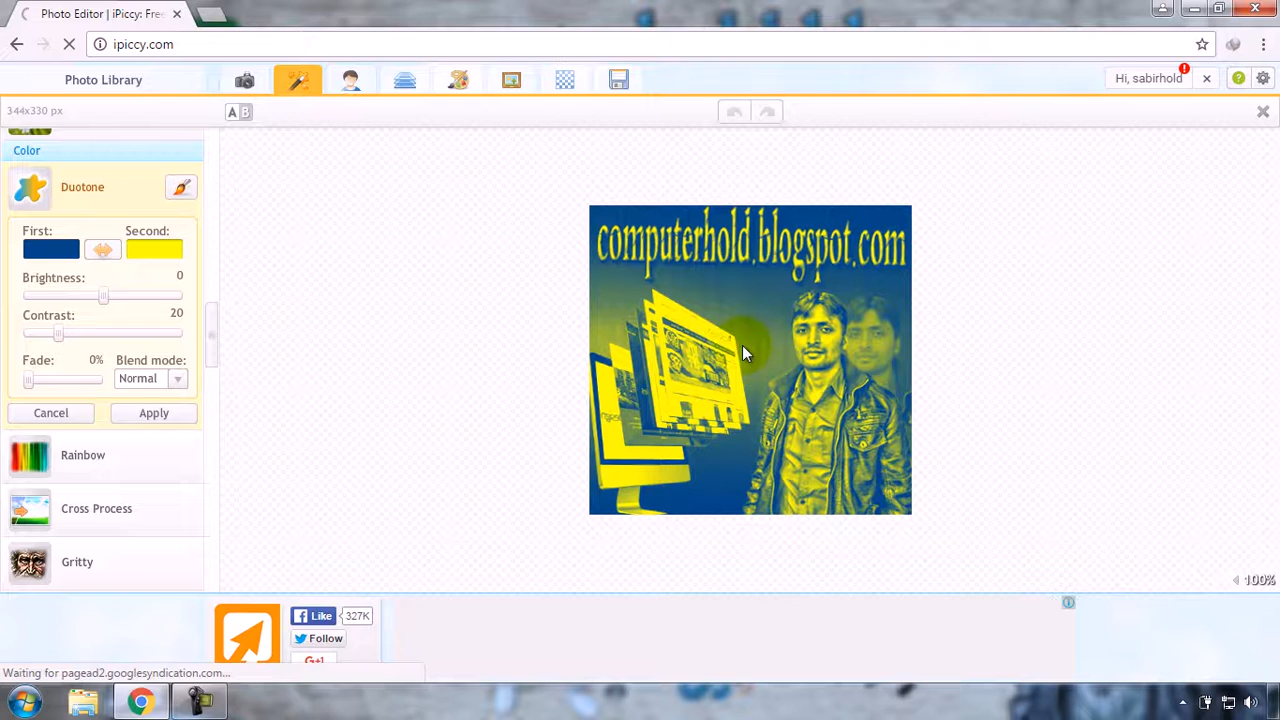 Photo Editor | iPiccy: Free
ipiccy.com
Photo Library
Hi, sabirhold
344x330 px
A B
Color
Duotone
First:
Second:
Brightness: 0
Contrast: 20
Fade: 0%
Blend mode:
Normal
Cancel
Apply
Rainbow
Cross Process
Gritty
computerhold.blogspot.com
100%
Like
327K
Follow
G+1
Waiting for pagead2.googlesyndication.com...